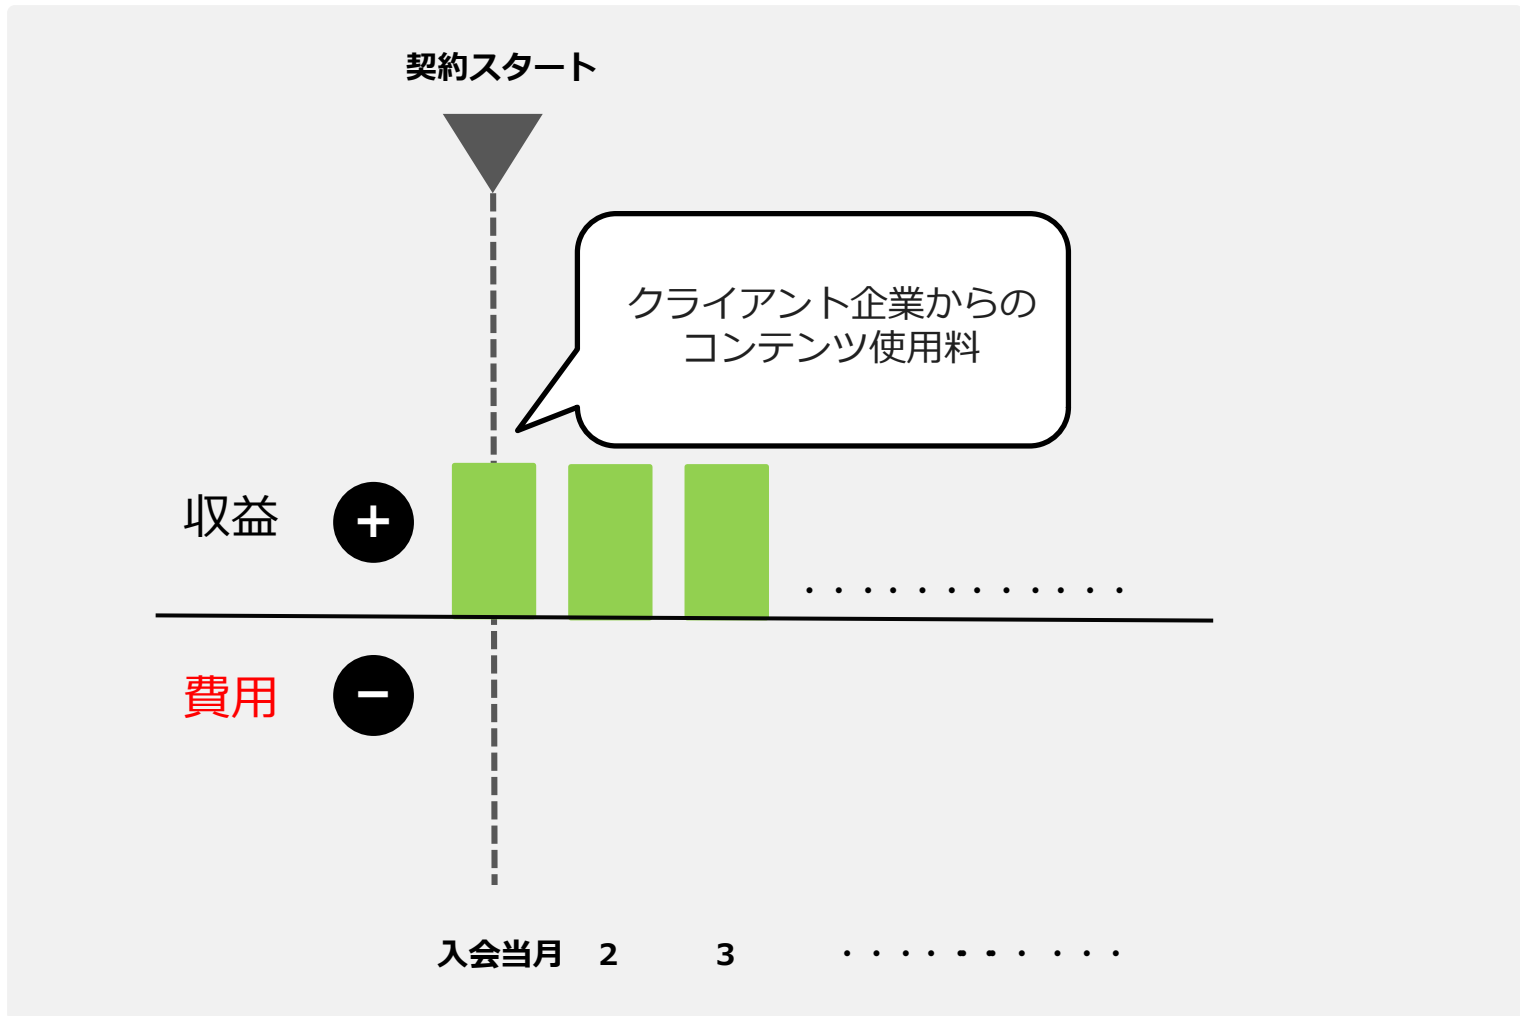 契約スタート
クライアント企業からの
コンテンツ使用料
収益
+
・・・・・・・・・・・・
費用
−
入会当月 2 3 ・・・・・・・・・・